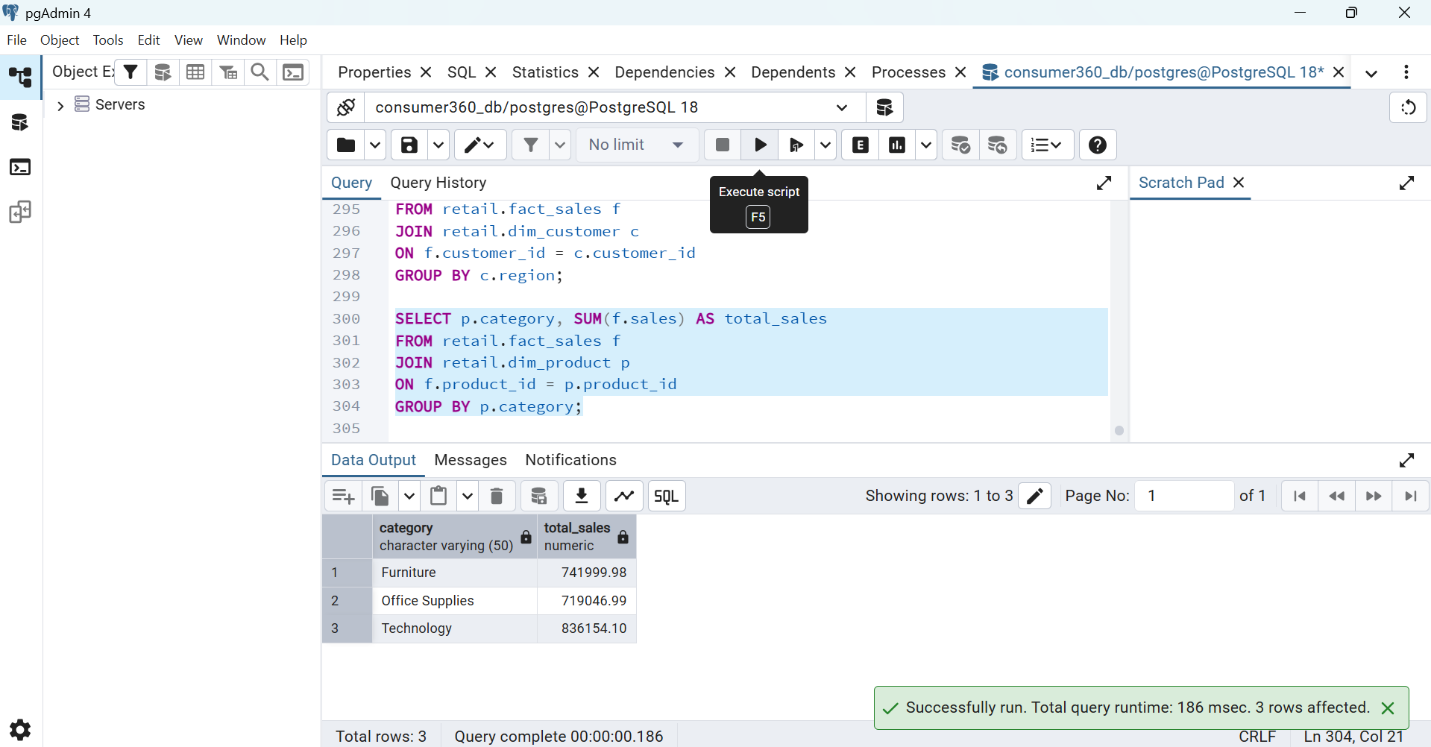 pgAdmin 4
File Object Tools Edit View Window Help
Object E
Properties SQL Statistics Dependencies Dependents Processes consumer360_db/postgres@PostgreSQL 18*
Servers
consumer360_db/postgres@PostgreSQL 18
No limit
E
Query Query History
Execute script
F5
Scratch Pad
295 FROM retail.fact_sales f
296 JOIN retail.dim_customer c
297 ON f.customer_id = c.customer_id
298 GROUP BY c.region;
299
300 SELECT p.category, SUM(f.sales) AS total_sales
301 FROM retail.fact_sales f
302 JOIN retail.dim_product p
303 ON f.product_id = p.product_id
304 GROUP BY p.category;
305
Data Output Messages Notifications
SQL
Showing rows: 1 to 3
Page No: 1 of 1
category total_sales
character varying (50) numeric
1 Furniture 741999.98
2 Office Supplies 719046.99
3 Technology 836154.10
Successfully run. Total query runtime: 186 msec. 3 rows affected.
Total rows: 3 Query complete 00:00:00.186 CRLF Ln 304, Col 21